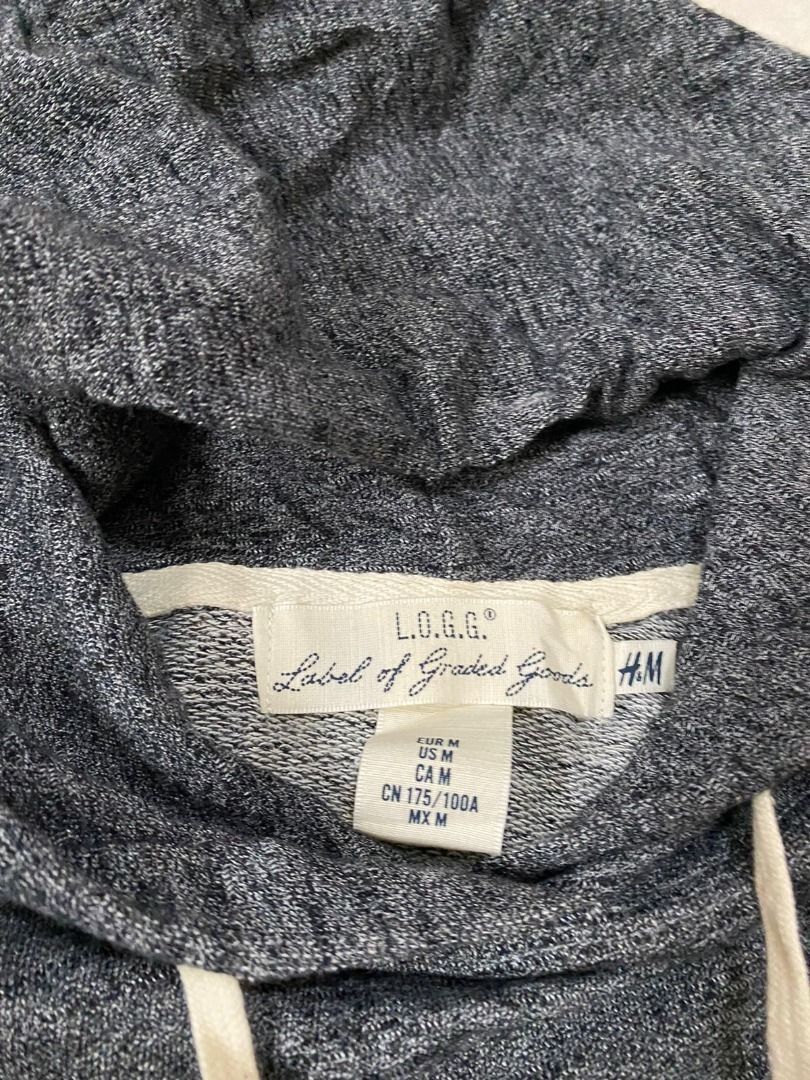 L.O.G.G.®
Label of Graded Goods
H&M
EUR M
US M
CA M
CN 175/100A
MX M